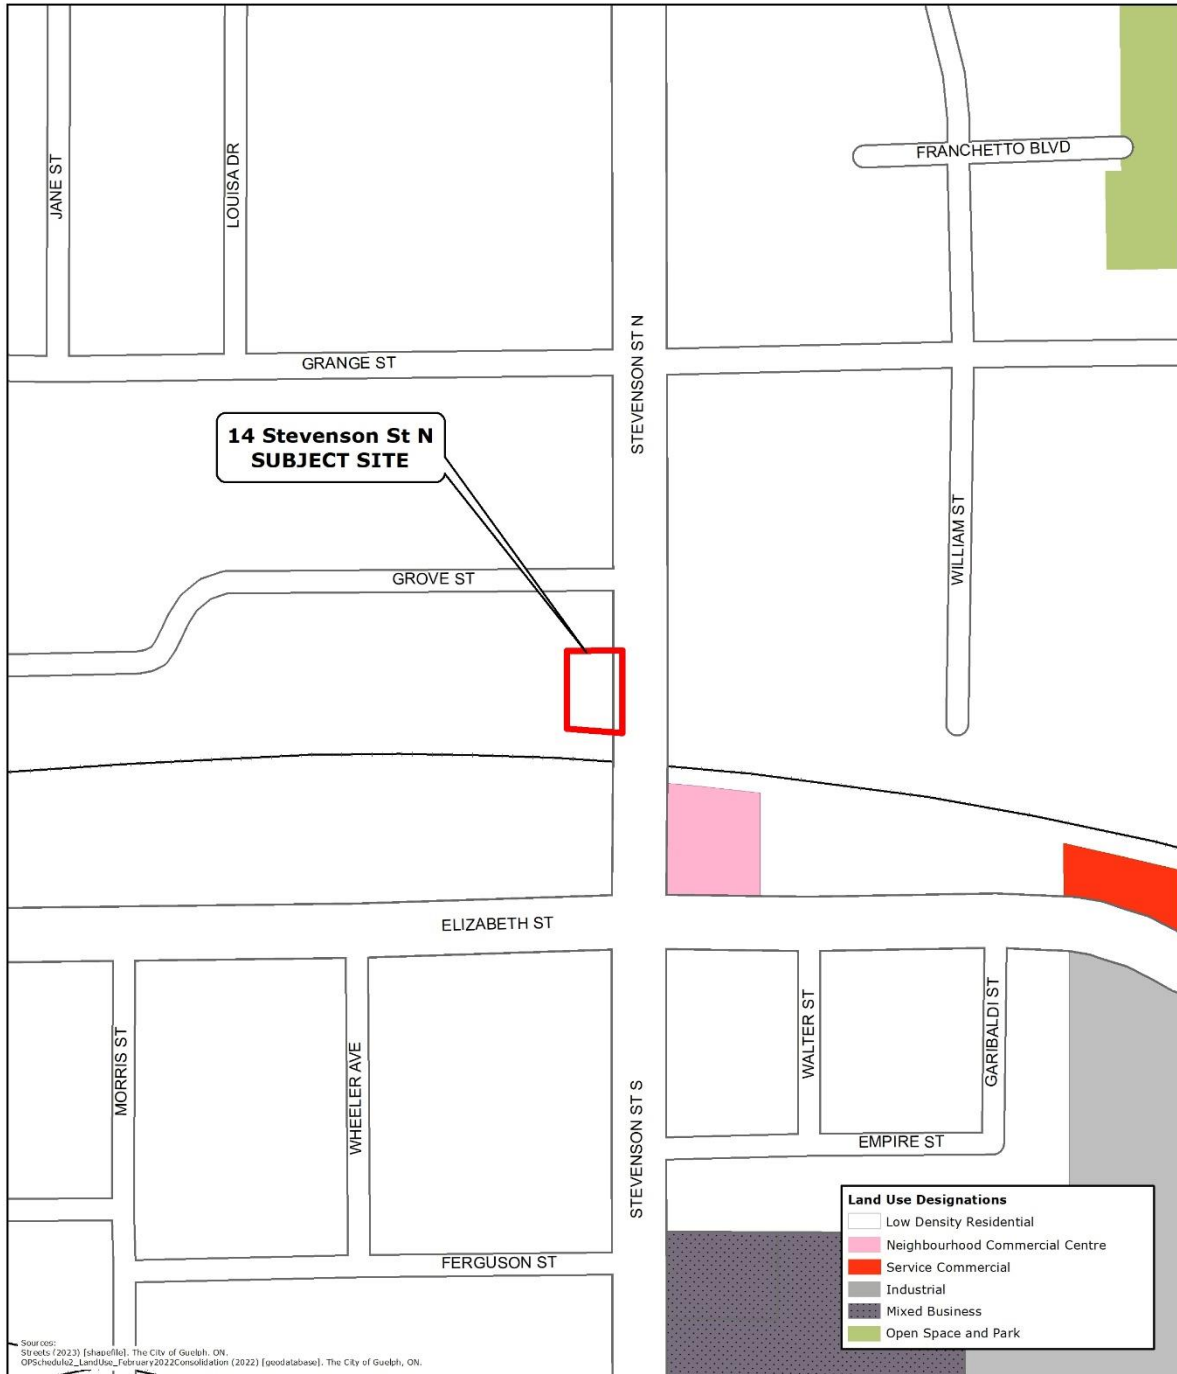 JANE ST
LOUISA DR
FRANCHETTO BLVD
STEVENSON ST N
GRANGE ST
14 Stevenson St N
SUBJECT SITE
WILLIAM ST
GROVE ST
ELIZABETH ST
MORRIS ST
WHEELER AVE
STEVENSON ST S
WALTER ST
GARIBALDI ST
EMPIRE ST
FERGUSON ST
Land Use Designations
Low Density Residential
Neighbourhood Commercial Centre
Service Commercial
Industrial
Mixed Business
Open Space and Park
Sources:
Streets (2023) [shapefile]. The City of Guelph, ON.
OPSchedule2_LandUse_February2022Consolidation (2022) [geodatabase]. The City of Guelph, ON.